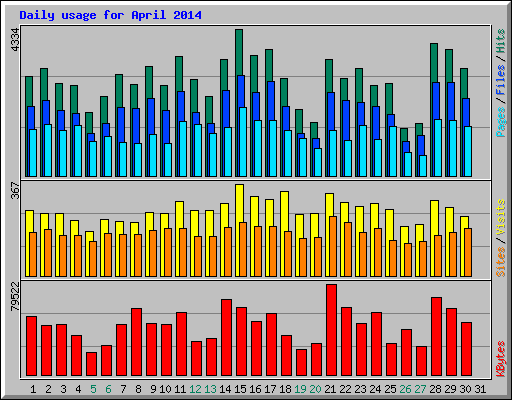 Daily usage for April 2014
4334
Pages / Files / Hits
367
Sites / Visits
79522
KBytes
1 2 3 4 5 6 7 8 9 10 11 12 13 14 15 16 17 18 19 20 21 22 23 24 25 26 27 28 29 30 31